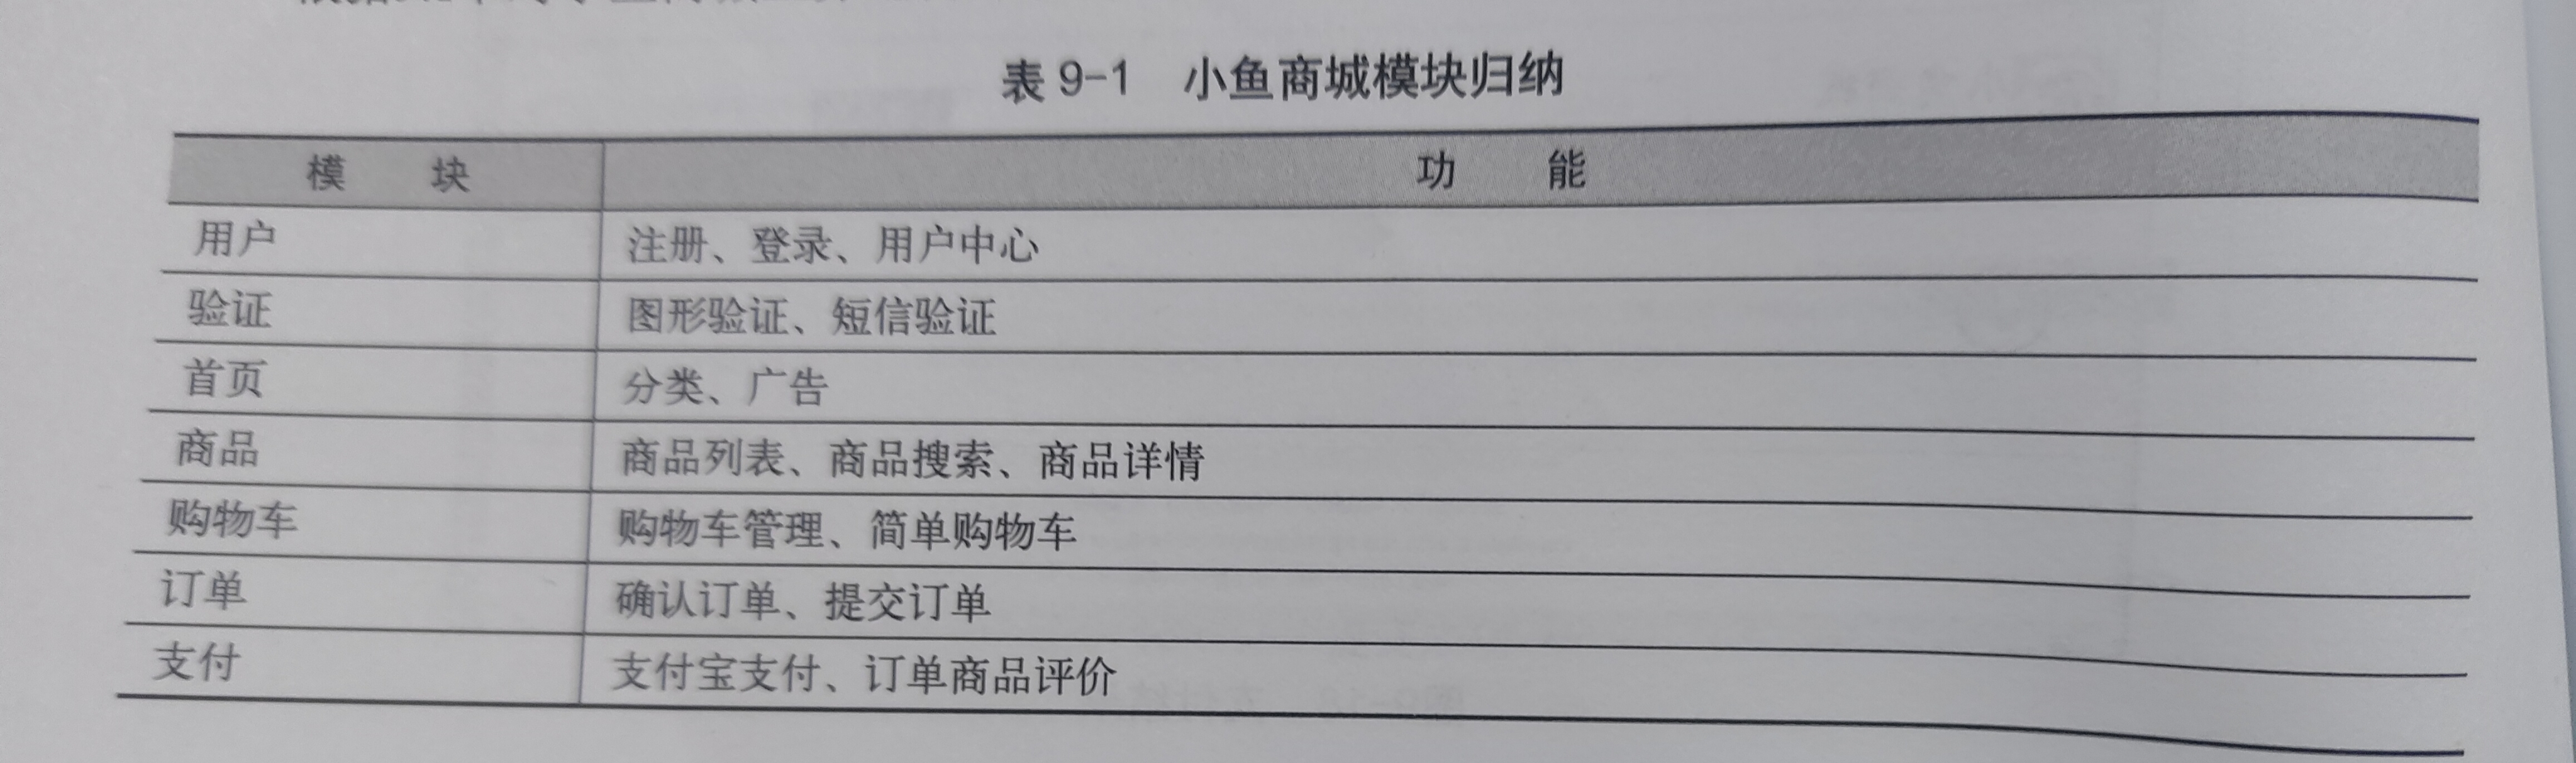 表 9-1 小鱼商城模块归纳
模 块 功 能
用户 注册、登录、用户中心
验证 图形验证、短信验证
首页 分类、广告
商品 商品列表、商品搜索、商品详情
购物车 购物车管理、简单购物车
订单 确认订单、提交订单
支付 支付宝支付、订单商品评价